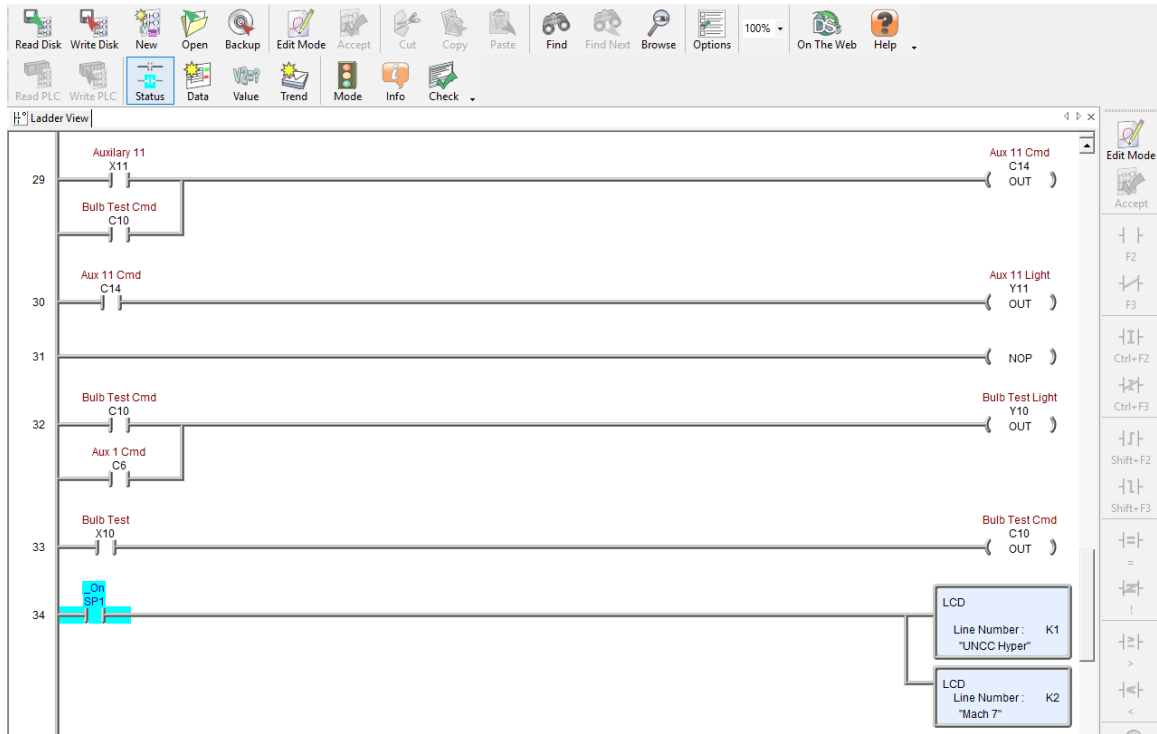 Read Disk Write Disk New Open Backup Edit Mode Accept Cut Copy Paste Find Find Next Browse Options 100% On The Web Help
Read PLC Write PLC Status Data Value Trend Mode Info Check
Ladder View
Auxilary 11
X11
Aux 11 Cmd
C14
29
OUT
Bulb Test Cmd
C10
Aux 11 Cmd
C14
Aux 11 Light
Y11
30
OUT
31
NOP
Bulb Test Cmd
C10
Bulb Test Light
Y10
32
OUT
Aux 1 Cmd
C6
Bulb Test
X10
Bulb Test Cmd
C10
33
OUT
_On
SP1
34
LCD
Line Number : K1
"UNCC Hyper"
LCD
Line Number : K2
"Mach 7"
Edit Mode
Accept
F2
F3
Ctrl+F2
Ctrl+F3
Shift+F2
Shift+F3
=
!
>
<